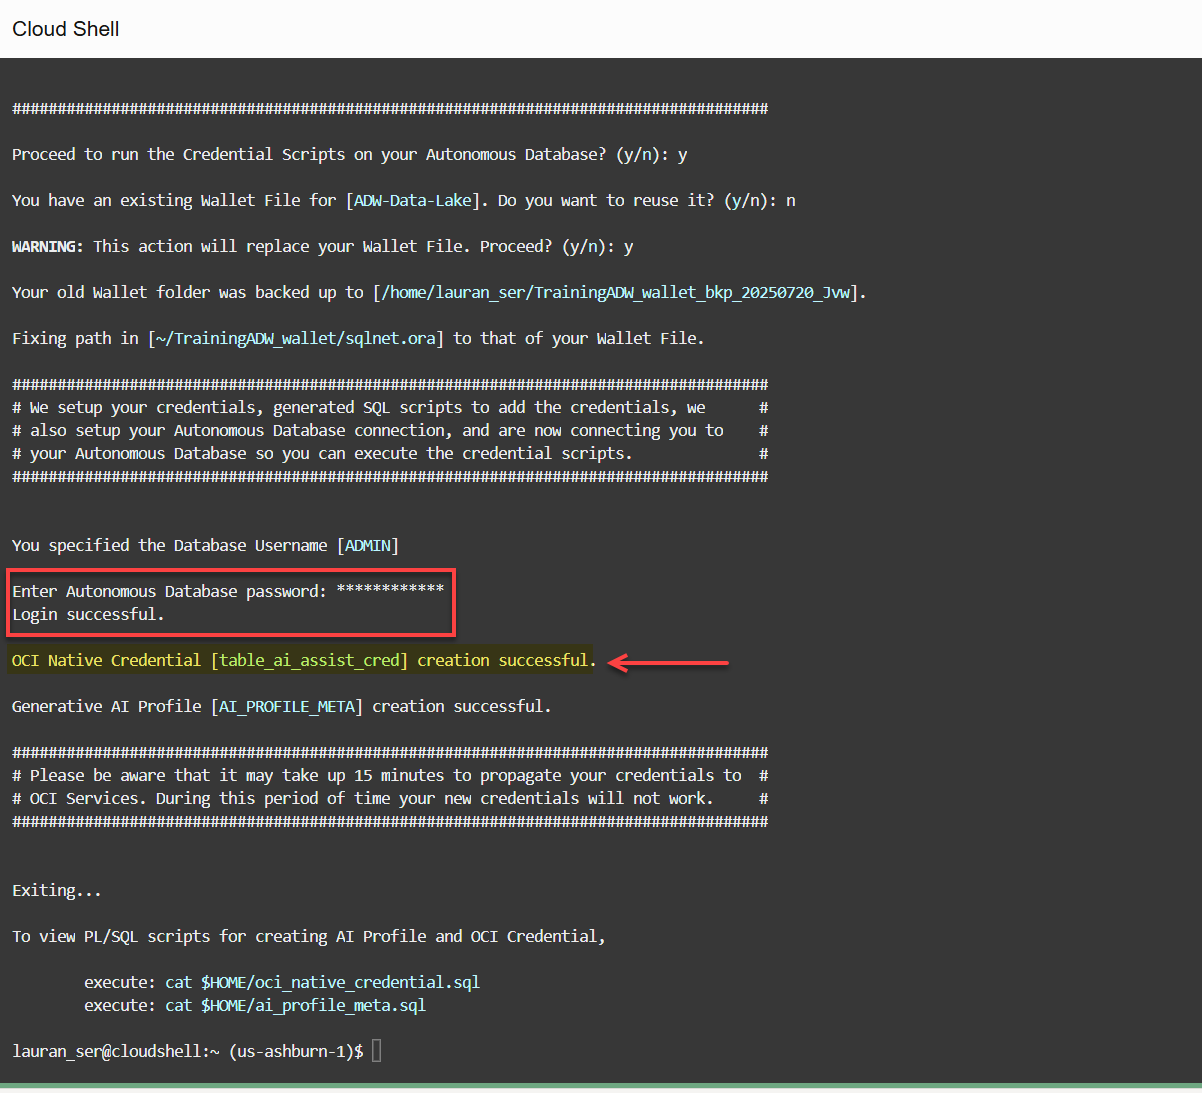 Cloud Shell
####################################################################################
Proceed to run the Credential Scripts on your Autonomous Database? (y/n): y
You have an existing Wallet File for [ADW-Data-Lake]. Do you want to reuse it? (y/n): n
WARNING: This action will replace your Wallet File. Proceed? (y/n): y
Your old Wallet folder was backed up to [/home/lauran_ser/TrainingADW_wallet_bkp_20250720_Jvw].
Fixing path in [~/TrainingADW_wallet/sqlnet.ora] to that of your Wallet File.
####################################################################################
# We setup your credentials, generated SQL scripts to add the credentials, we      #
# also setup your Autonomous Database connection, and are now connecting you to    #
# your Autonomous Database so you can execute the credential scripts.              #
####################################################################################
You specified the Database Username [ADMIN]
Enter Autonomous Database password: ************
Login successful.
OCI Native Credential [table_ai_assist_cred] creation successful.
Generative AI Profile [AI_PROFILE_META] creation successful.
####################################################################################
# Please be aware that it may take up 15 minutes to propagate your credentials to  #
# OCI Services. During this period of time your new credentials will not work.     #
####################################################################################
Exiting...
To view PL/SQL scripts for creating AI Profile and OCI Credential,
execute: cat $HOME/oci_native_credential.sql
execute: cat $HOME/ai_profile_meta.sql
lauran_ser@cloudshell:~ (us-ashburn-1)$